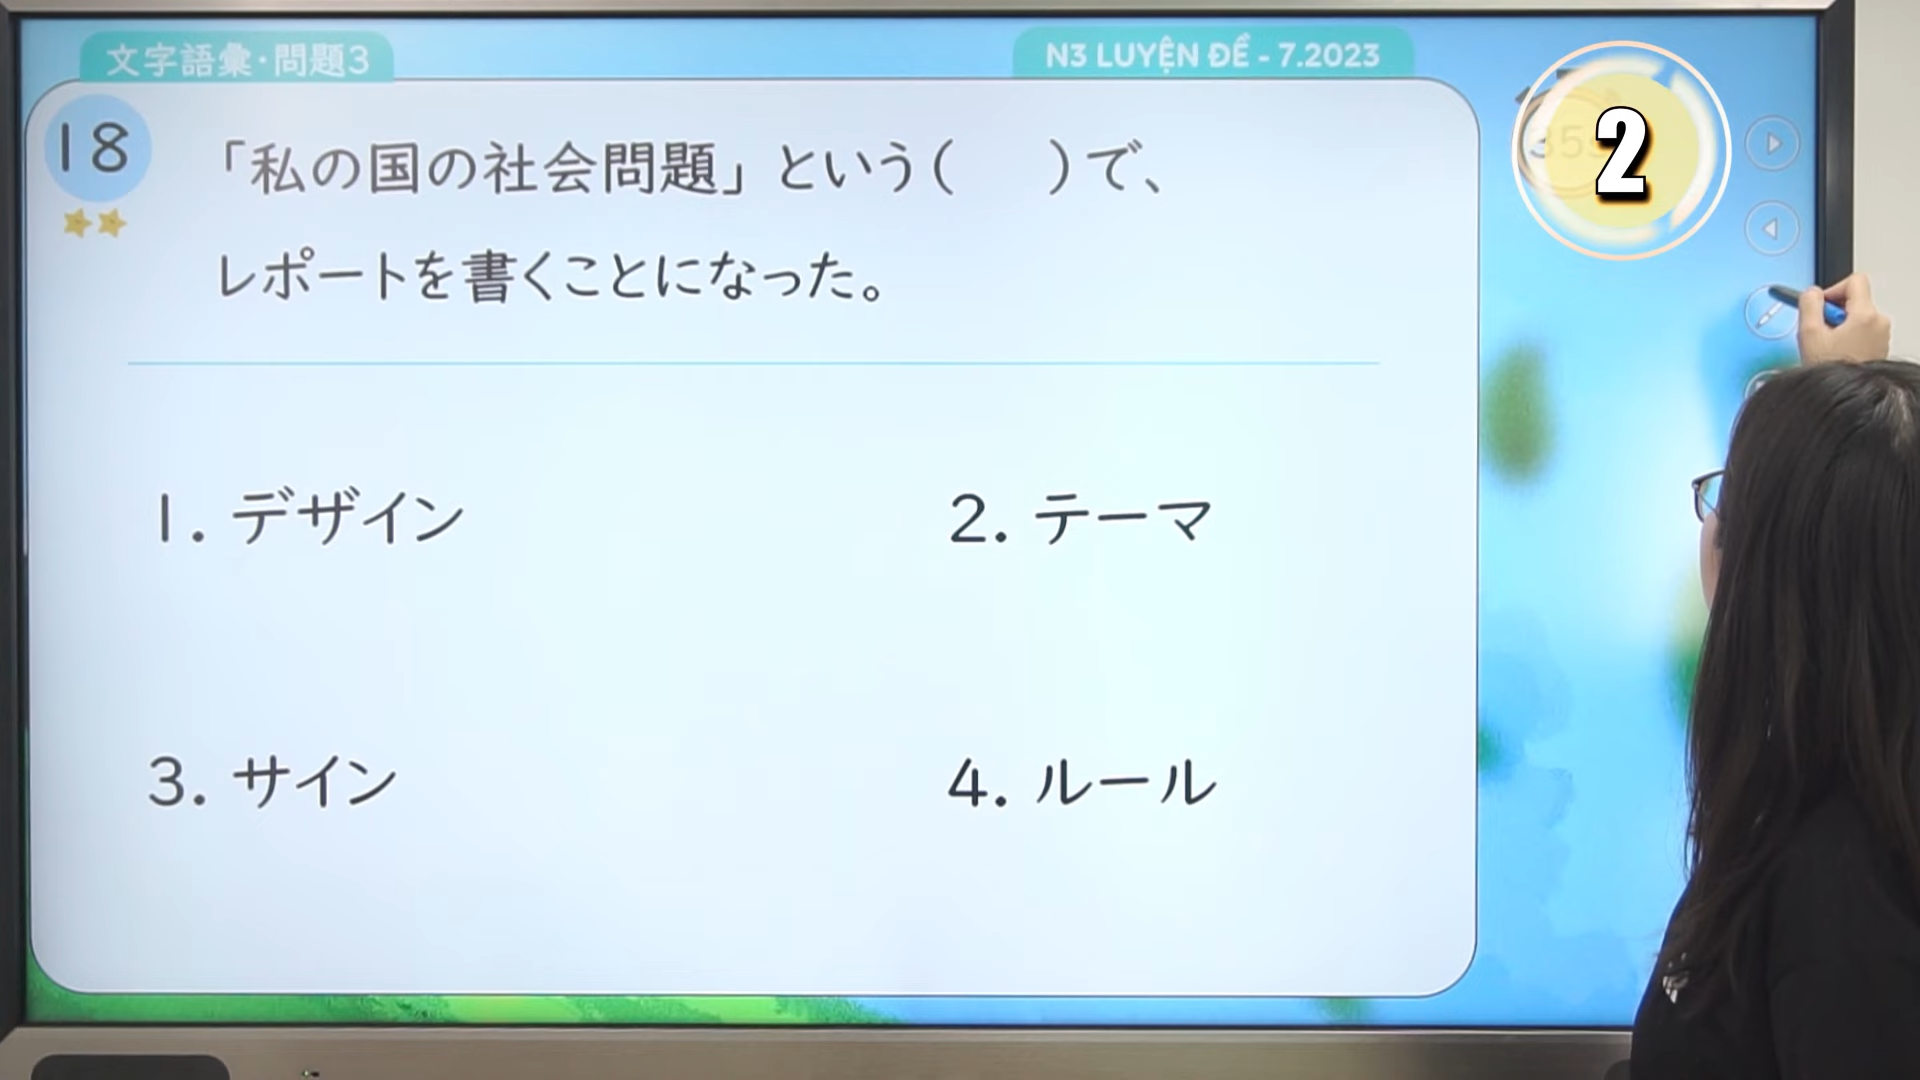 文字語彙・問題3
N3 LUYỆN ĐỀ - 7.2023
18
「私の国の社会問題」という(　　)で、
レポートを書くことになった。
1. デザイン
2. テーマ
3. サイン
4. ルール
2